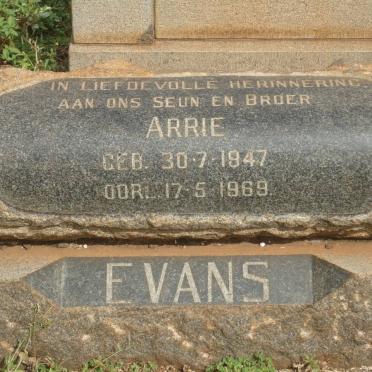 IN LIEFDEVOLLE HERINNERING
AAN ONS SEUN EN BROER
ARRIE
GEB. 30·7·1947
OORL. 17·5·1969
EVANS